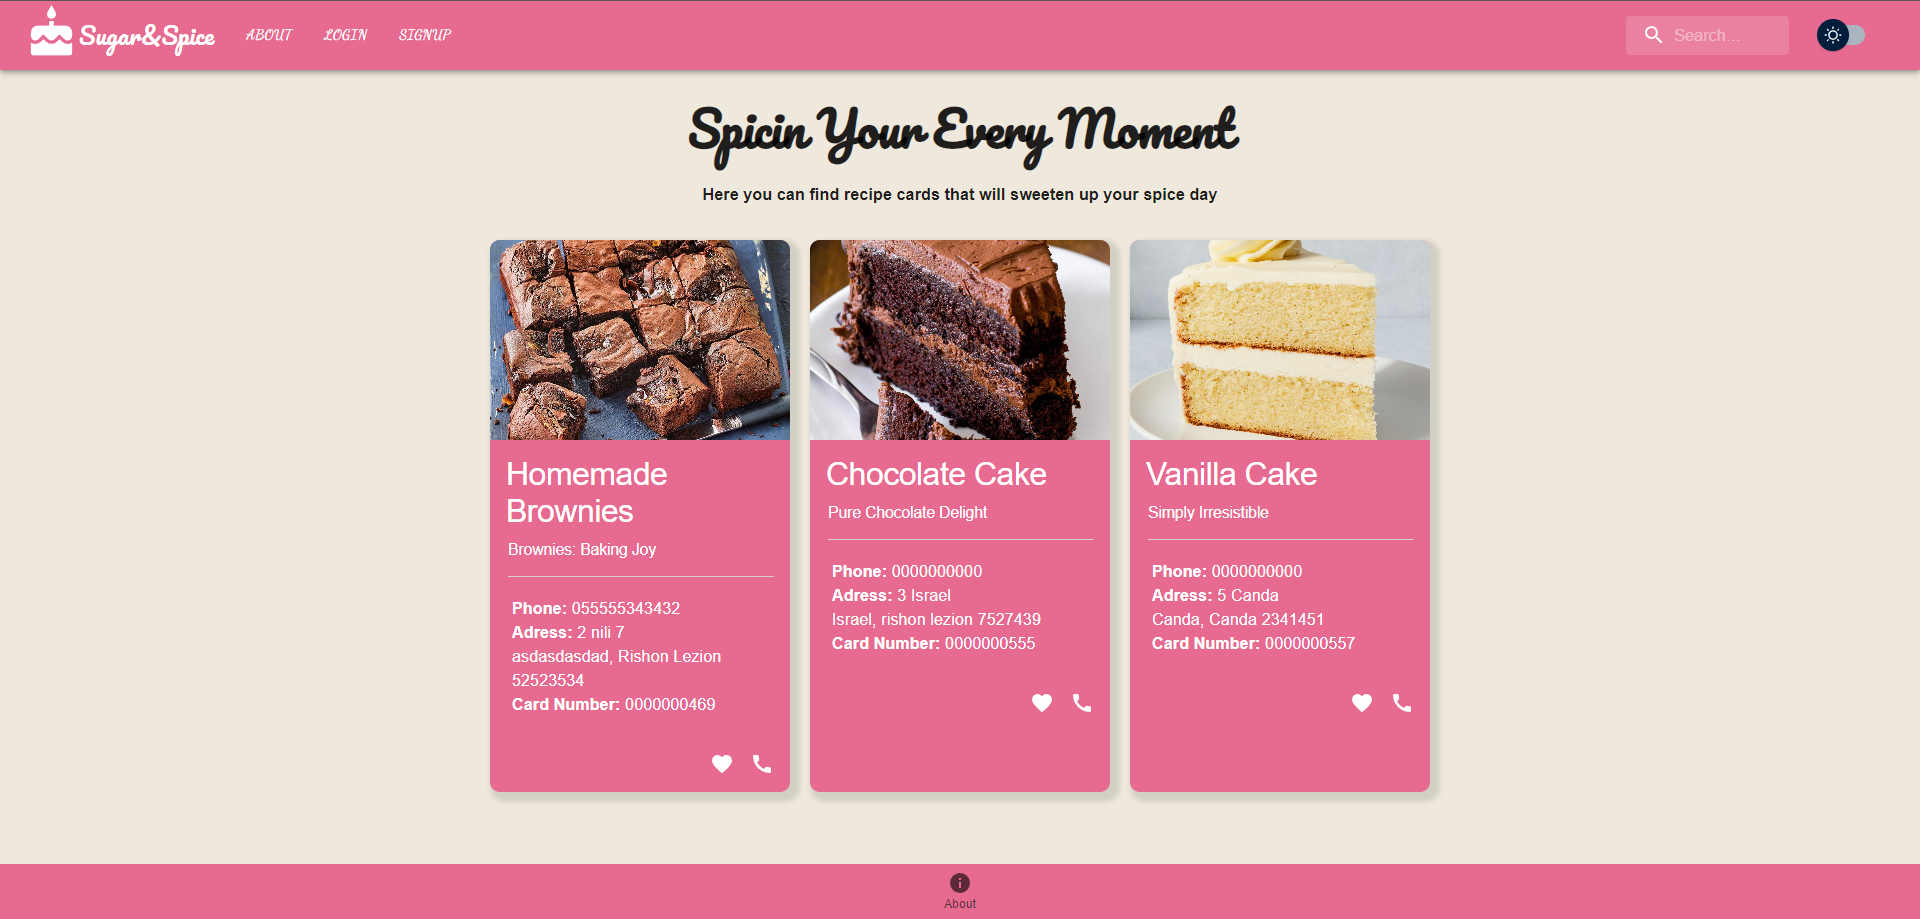 Sugar&Spice
ABOUT
LOGIN
SIGNUP
Search...
Spicin Your Every Moment
Here you can find recipe cards that will sweeten up your spice day
Homemade
Brownies
Brownies: Baking Joy
Phone: 055555343432
Adress: 2 nili 7
asdasdasdad, Rishon Lezion
52523534
Card Number: 0000000469
Chocolate Cake
Pure Chocolate Delight
Phone: 0000000000
Adress: 3 Israel
Israel, rishon lezion 7527439
Card Number: 0000000555
Vanilla Cake
Simply Irresistible
Phone: 0000000000
Adress: 5 Canda
Canda, Canda 2341451
Card Number: 0000000557
About